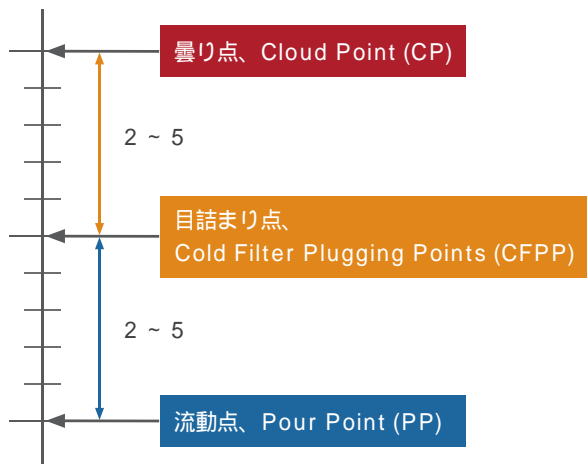 曇り点、Cloud Point (CP)
2 ~ 5
目詰まり点、
Cold Filter Plugging Points (CFPP)
2 ~ 5
流動点、Pour Point (PP)